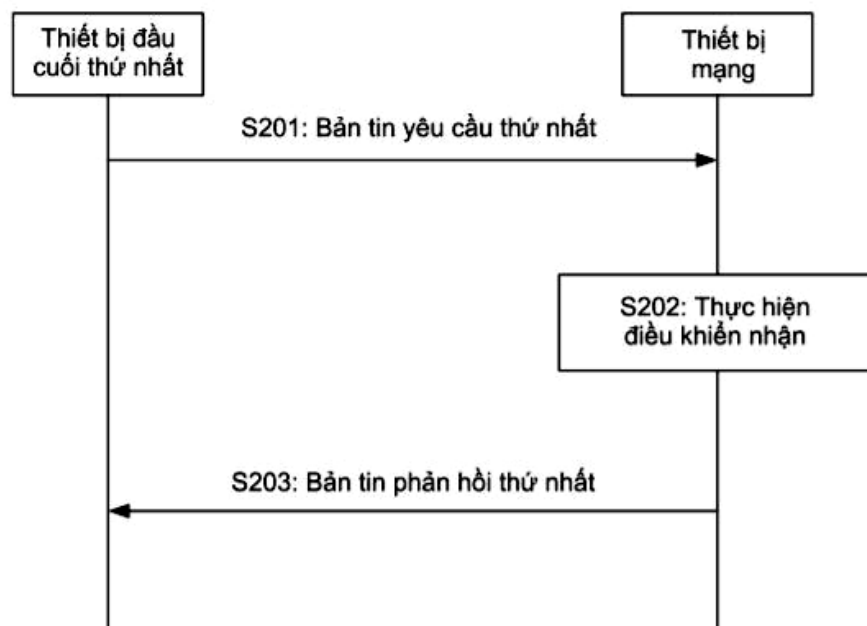 Thiết bị đầu
cuối thứ nhất
Thiết bị
mạng
S201: Bản tin yêu cầu thứ nhất
S202: Thực hiện
điều khiển nhận
S203: Bản tin phản hồi thứ nhất